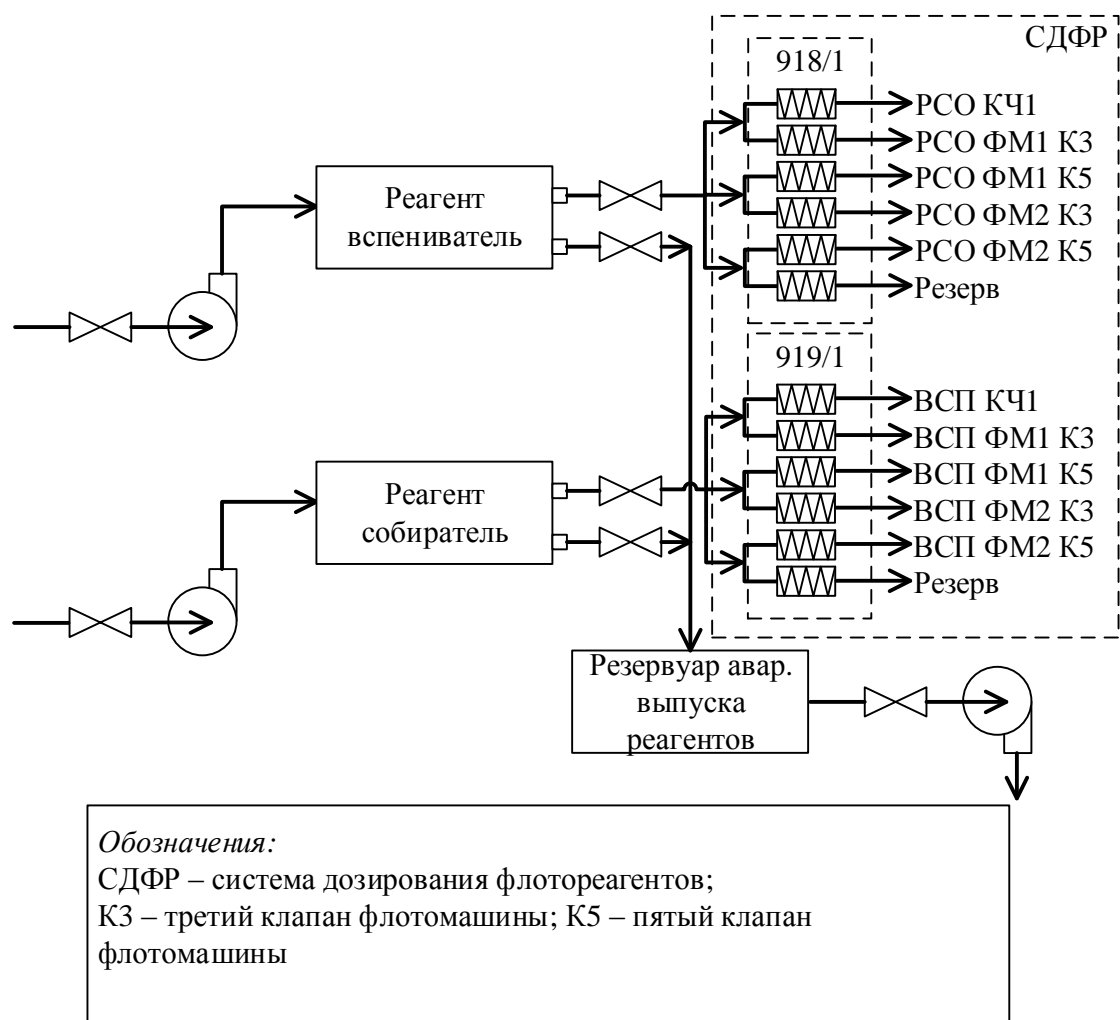 СДФР
918/1
РСО КЧ1
РСО ФМ1 К3
РСО ФМ1 К5
РСО ФМ2 К3
РСО ФМ2 К5
Резерв
Реагент
вспениватель
919/1
ВСП КЧ1
ВСП ФМ1 К3
ВСП ФМ1 К5
ВСП ФМ2 К3
ВСП ФМ2 К5
Резерв
Реагент
собиратель
Резервуар авар.
выпуска
реагентов
Обозначения:
СДФР – система дозирования флотореагентов;
К3 – третий клапан флотомашины; К5 – пятый клапан
флотомашины